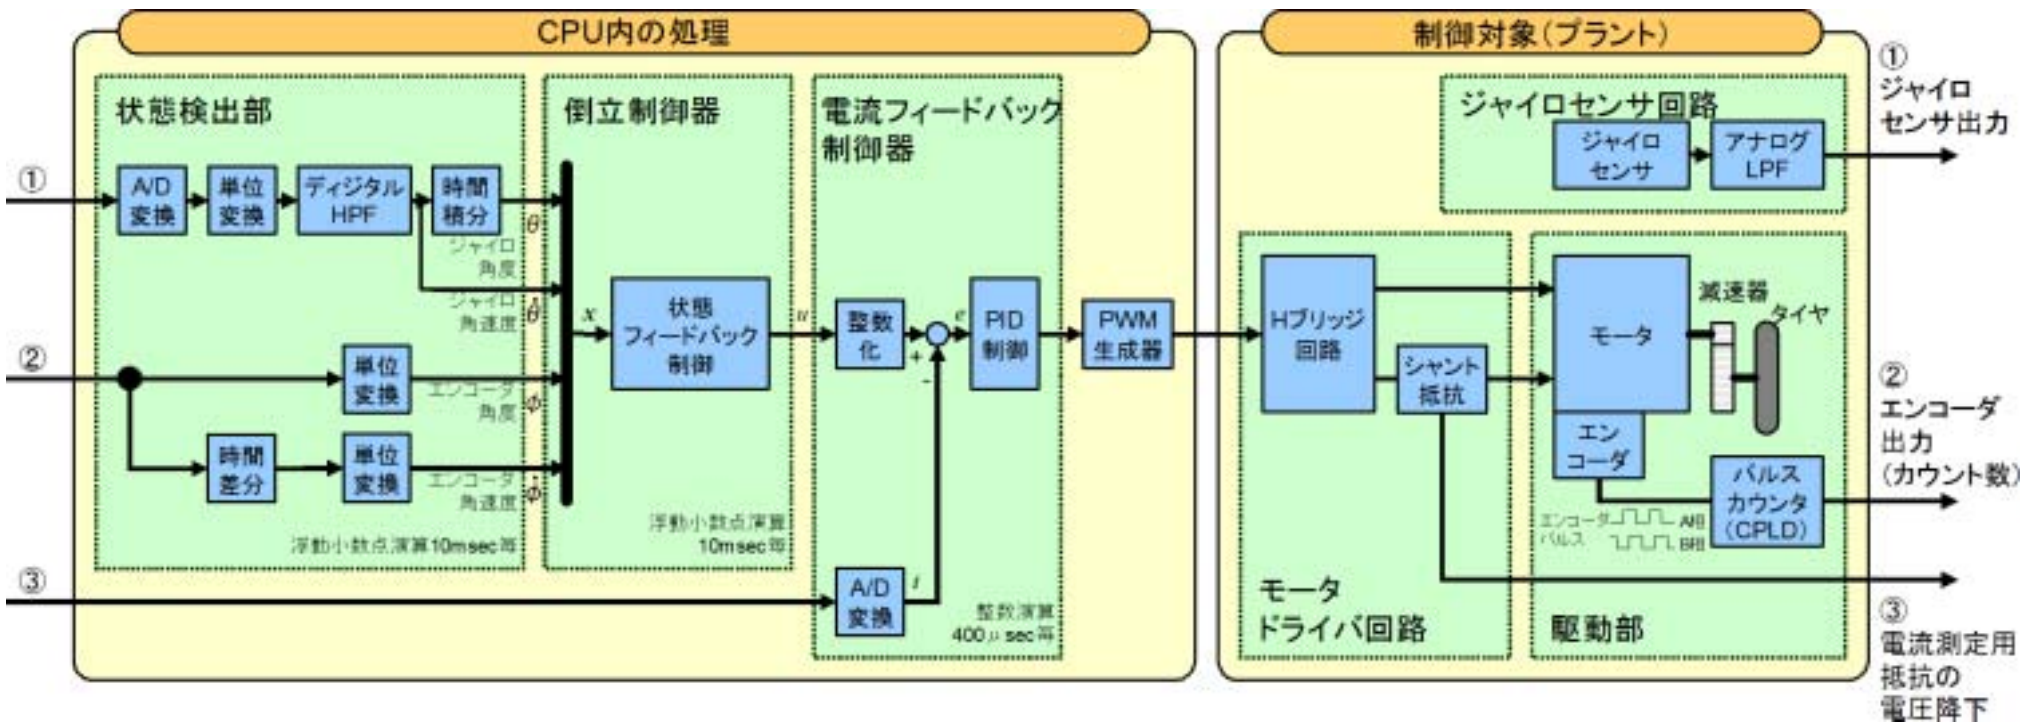 CPU内の処理
状態検出部
①
A/D
変換
単位
変換
ディジタル
HPF
時間
積分
θ
ジャイロ
角度
ジャイロ
角速度
θ̇
②
単位
変換
エンコーダ
角度
Φ
時間
差分
単位
変換
エンコーダ
角速度
Φ̇
浮動小数点演算10msec毎
③
倒立制御器
x
状態
フィードバック
制御
u
浮動小数点演算
10msec毎
電流フィードバック
制御器
整数
化
+
-
e
PID
制御
A/D
変換
i
整数演算
400μsec毎
PWM
生成器
制御対象(プラント)
ジャイロセンサ回路
ジャイロ
センサ
アナログ
LPF
Hブリッジ
回路
シャント
抵抗
モータ
ドライバ回路
モータ
減速器
タイヤ
エン
コーダ
パルス
カウンタ
(CPLD)
エンコーダ
パルス
A相
B相
駆動部
①
ジャイロ
センサ出力
②
エンコーダ
出力
(カウント数)
③
電流測定用
抵抗の
電圧降下